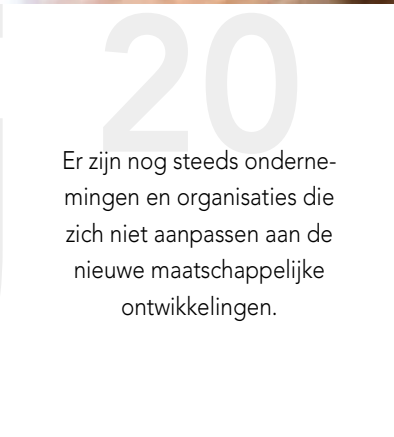 20
Er zijn nog steeds onderne-
mingen en organisaties die
zich niet aanpassen aan de
nieuwe maatschappelijke
ontwikkelingen.